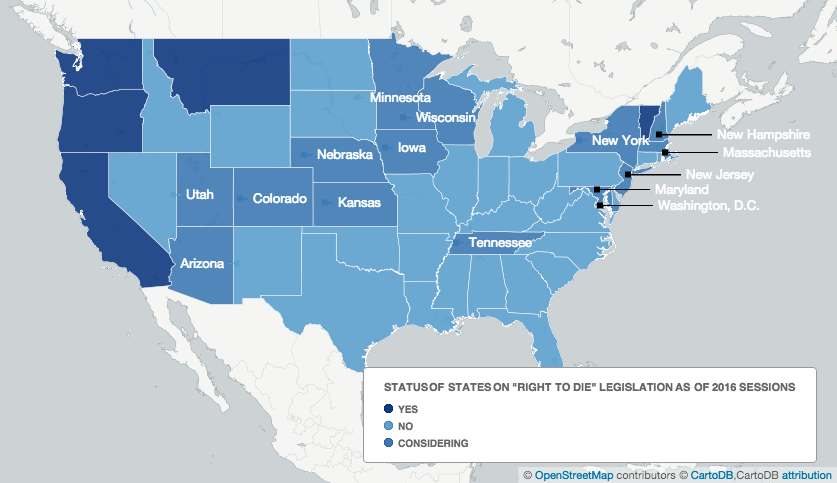 Minnesota
Wisconsin
New York
New Hampshire
Massachusetts
Nebraska
Iowa
New Jersey
Maryland
Utah
Colorado
Kansas
Washington, D.C.
Tennessee
Arizona
STATUS OF STATES ON "RIGHT TO DIE" LEGISLATION AS OF 2016 SESSIONS
YES
NO
CONSIDERING
© OpenStreetMap contributors © CartoDB,CartoDB attribution